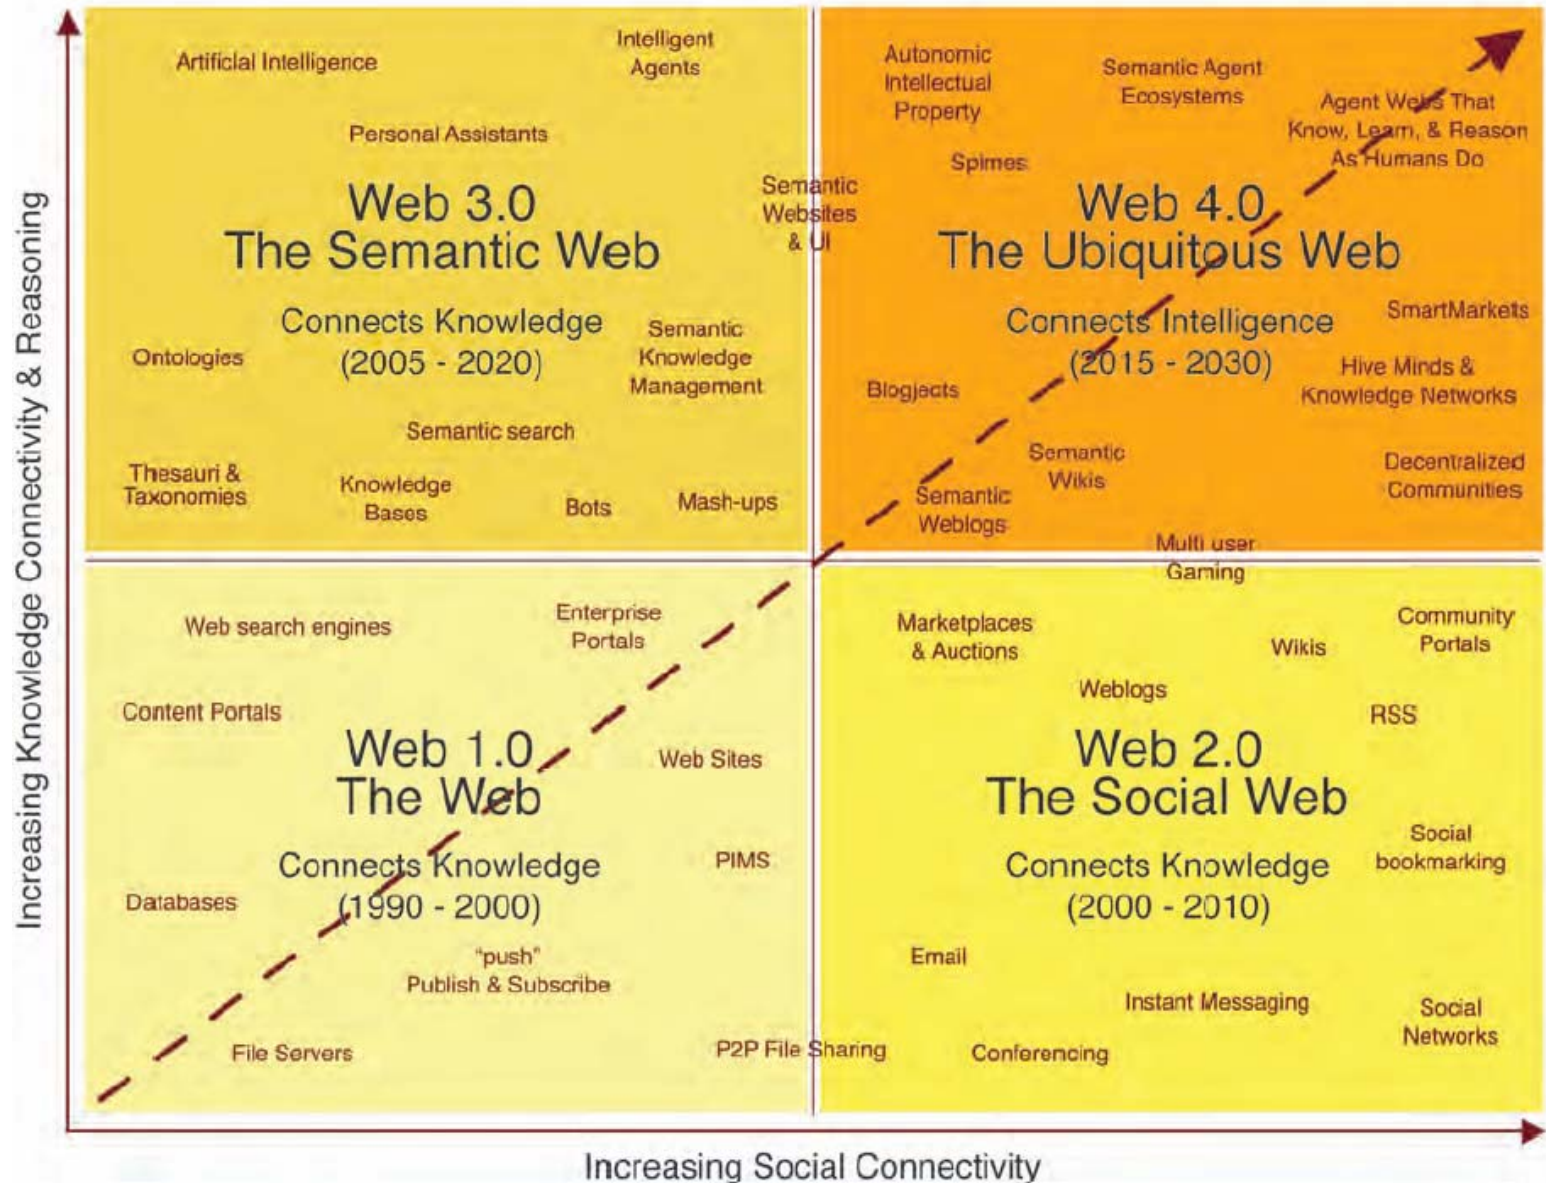 Increasing Knowledge Connectivity & Reasoning
Artificial Intelligence
Intelligent
Agents
Personal Assistants
Web 3.0
The Semantic Web
Connects Knowledge
(2005 - 2020)
Ontologies
Semantic
Knowledge
Management
Semantic search
Thesauri &
Taxonomies
Knowledge
Bases
Bots
Mash-ups
Semantic
Websites
& UI
Autonomic
Intellectual
Property
Semantic Agent
Ecosystems
Agent Webs That
Know, Learn, & Reason
As Humans Do
Spimes
Web 4.0
The Ubiquitous Web
Connects Intelligence
(2015 - 2030)
SmartMarkets
Blogjects
Hive Minds &
Knowledge Networks
Semantic
Wikis
Decentralized
Communities
Semantic
Weblogs
Multi user
Gaming
Web search engines
Enterprise
Portals
Content Portals
Web 1.0
The Web
Web Sites
Connects Knowledge
(1990 - 2000)
PIMS
Databases
"push"
Publish & Subscribe
File Servers
P2P File Sharing
Marketplaces
& Auctions
Wikis
Community
Portals
Weblogs
RSS
Web 2.0
The Social Web
Connects Knowledge
(2000 - 2010)
Social
bookmarking
Email
Instant Messaging
Social
Networks
Conferencing
Increasing Social Connectivity